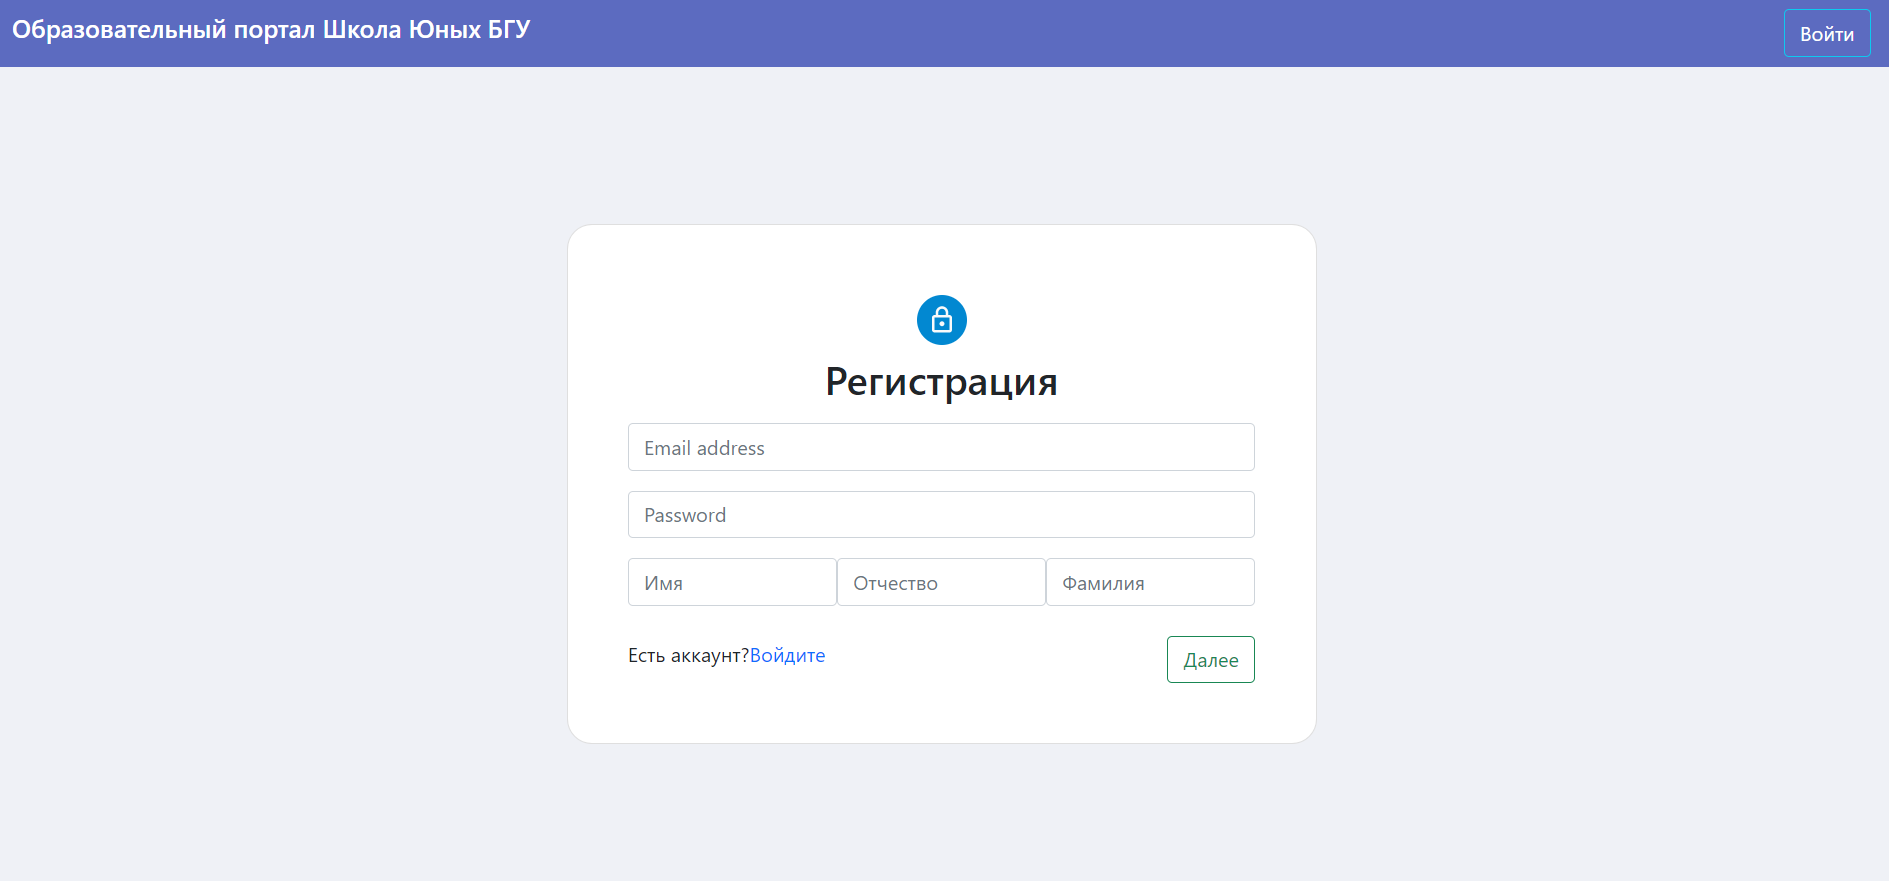 Образовательный портал Школа Юных БГУ
Войти
Регистрация
Email address
Password
Имя Отчество Фамилия
Есть аккаунт?Войдите
Далее